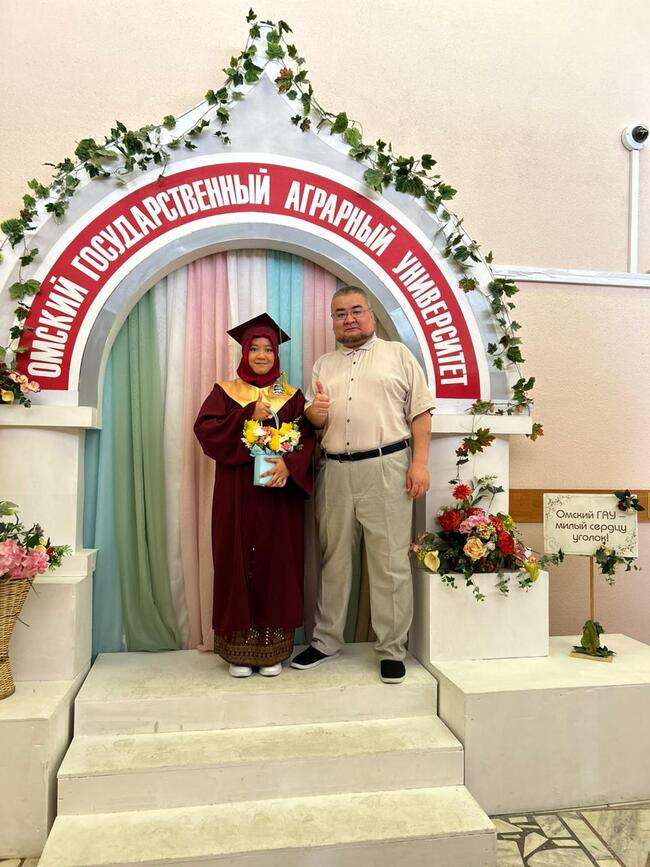 ОМСКИЙ ГОСУДАРСТВЕННЫЙ АГРАРНЫЙ УНИВЕРСИТЕТ
Омский ГАУ –
милый сердцу
уголок!